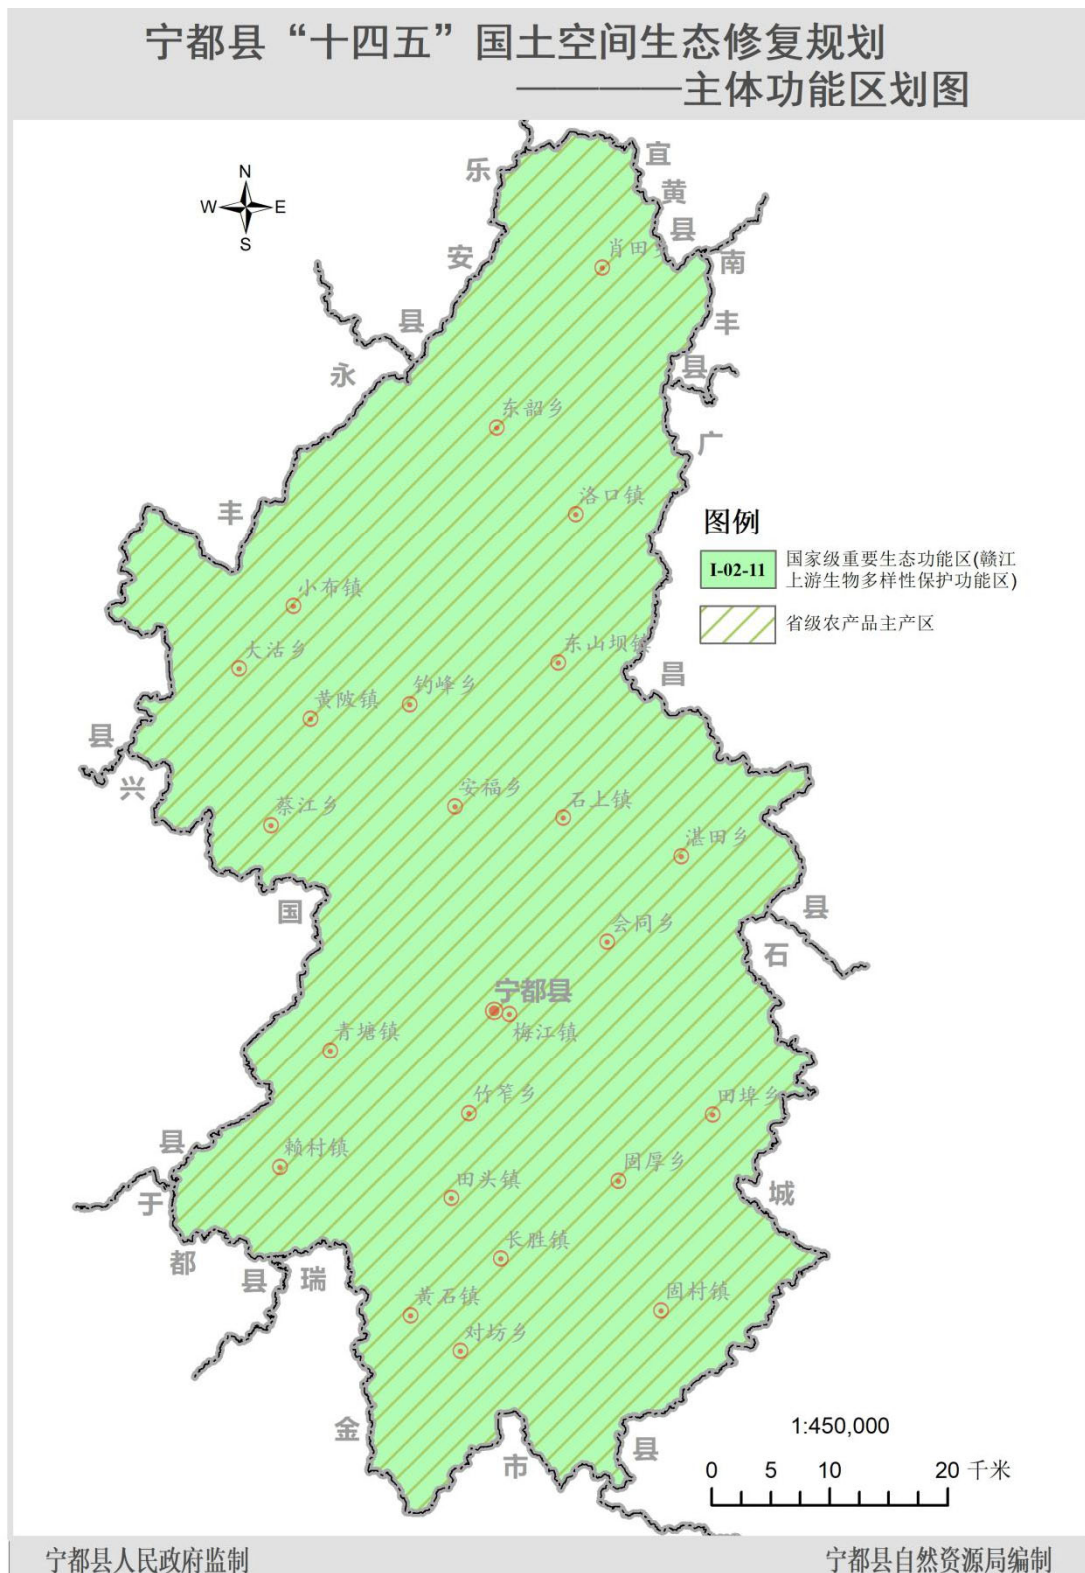 宁都县“十四五”国土空间生态修复规划
————主体功能区划图
N
W
E
S
乐
安
县
宜
黄
县
南
丰
县
永
丰
县
广
昌
县
肖田乡
东韶乡
洛口镇
图例
I-02-11
国家级重要生态功能区(赣江
上游生物多样性保护功能区)
省级农产品主产区
小布镇
大沽乡
东山坝镇
钓峰乡
黄陂镇
兴
国
县
安福乡
石上镇
蔡江乡
湛田乡
会同乡
石
城
县
宁都县
梅江镇
青塘镇
竹笮乡
田埠乡
赖村镇
固厚乡
田头镇
于
都
县
瑞
金
市
长胜镇
黄石镇
固村镇
对坊乡
1:450,000
0 5 10 20 千米
宁都县人民政府监制
宁都县自然资源局编制